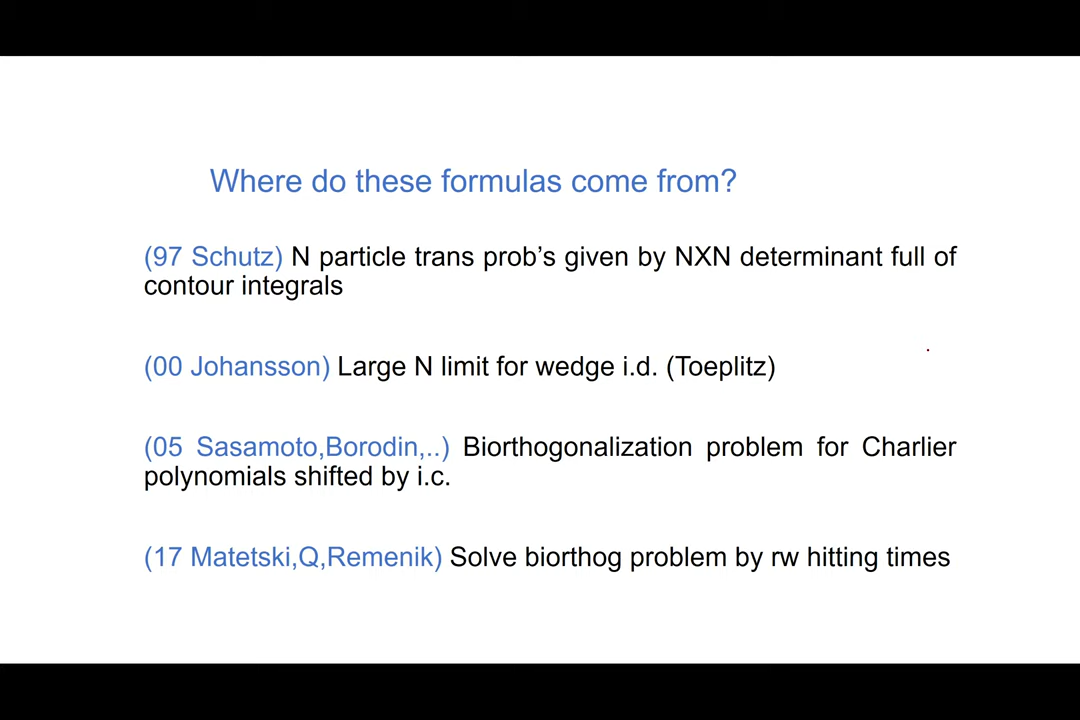 Where do these formulas come from?
(97 Schutz) N particle trans prob’s given by NXN determinant full of
contour integrals
(00 Johansson) Large N limit for wedge i.d. (Toeplitz)
(05 Sasamoto,Borodin,..) Biorthogonalization problem for Charlier
polynomials shifted by i.c.
(17 Matetski,Q,Remenik) Solve biorthog problem by rw hitting times